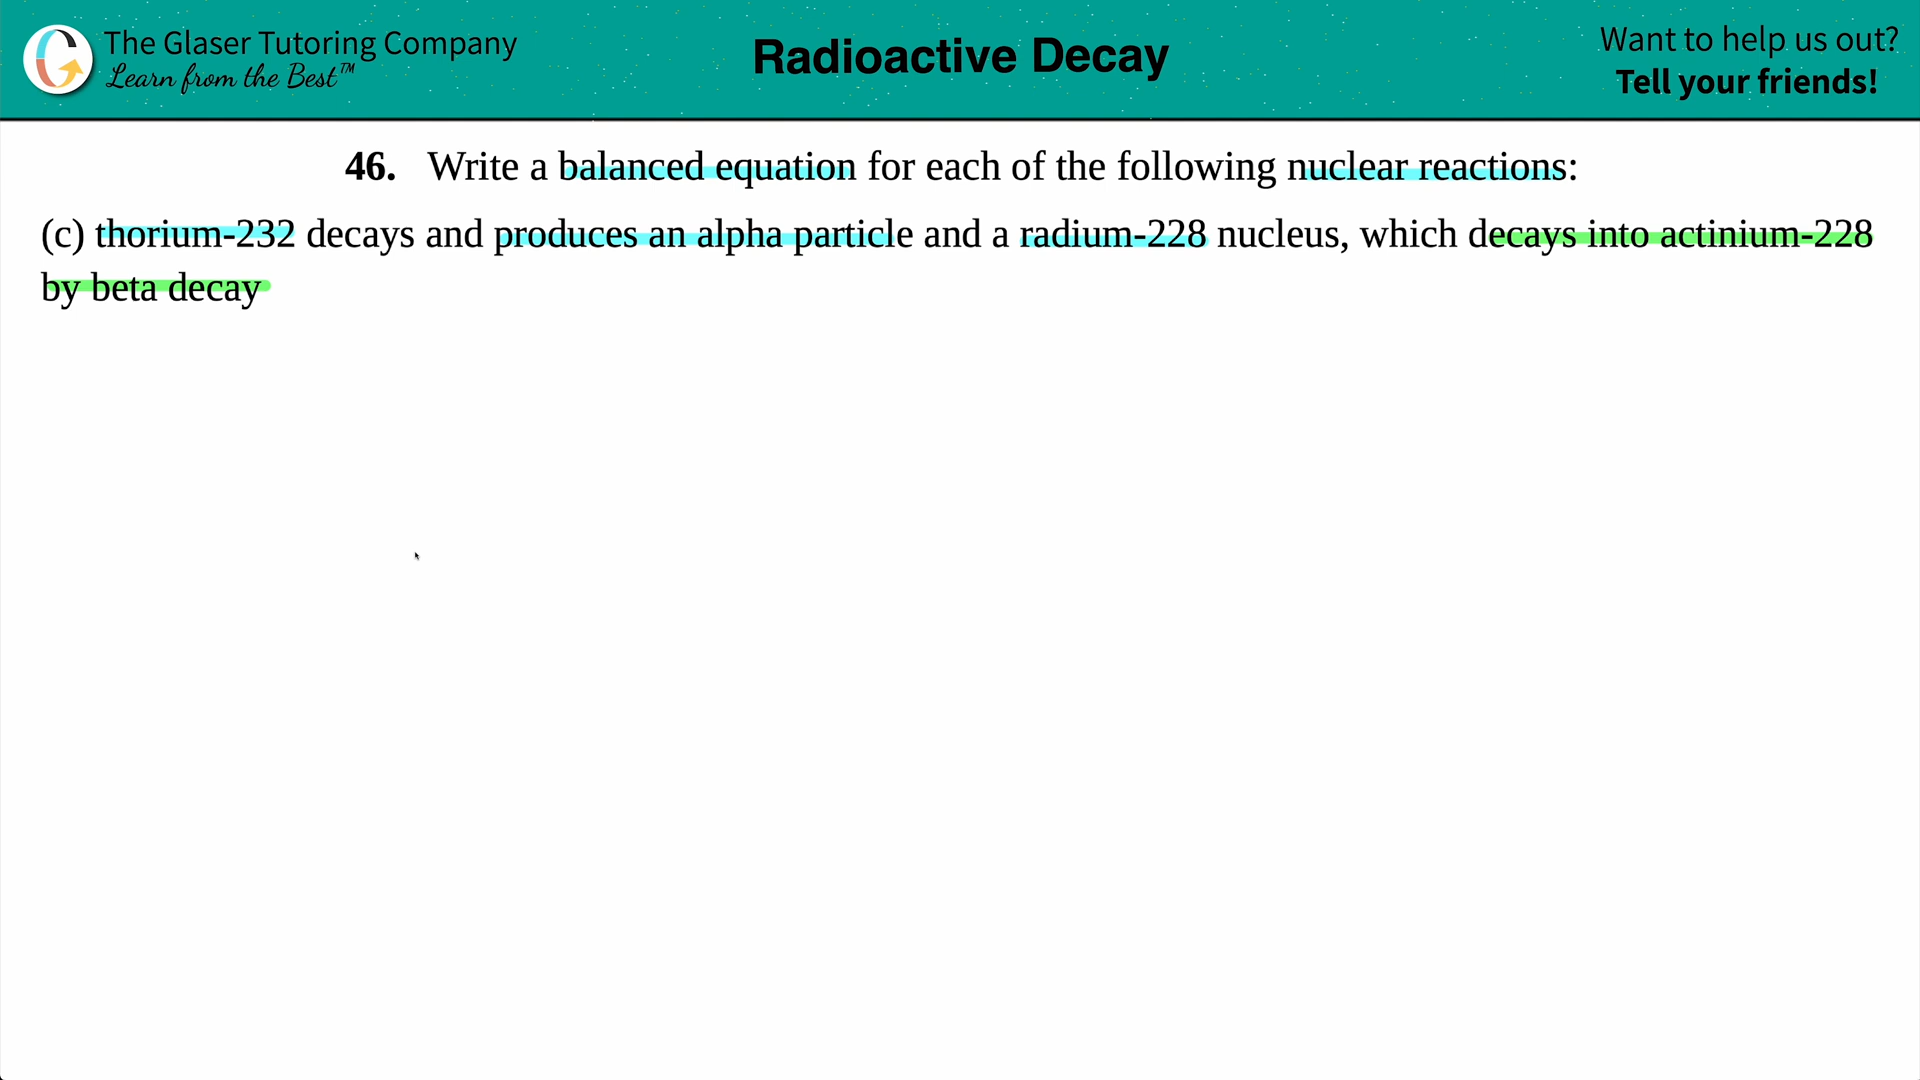 The Glaser Tutoring Company
Learn from the Best™
Radioactive Decay
Want to help us out?
Tell your friends!
46. Write a balanced equation for each of the following nuclear reactions:
(c) thorium-232 decays and produces an alpha particle and a radium-228 nucleus, which decays into actinium-228
by beta decay